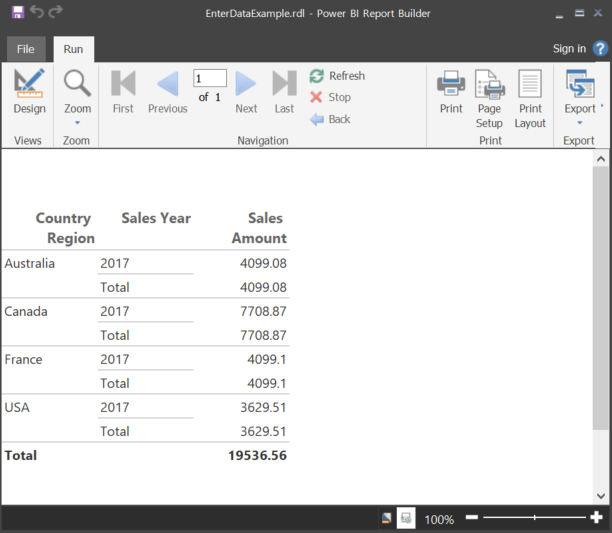 EnterDataExample.rdl - Power BI Report Builder
File Run Sign in ?
1
of 1
Refresh
Stop
Back
Design Zoom First Previous Next Last Print Page Setup Print Layout Export
Views Zoom Navigation Print Export
Country Region Sales Year Sales Amount
Australia 2017 4099.08
Total 4099.08
Canada 2017 7708.87
Total 7708.87
France 2017 4099.1
Total 4099.1
USA 2017 3629.51
Total 3629.51
Total 19536.56
100%